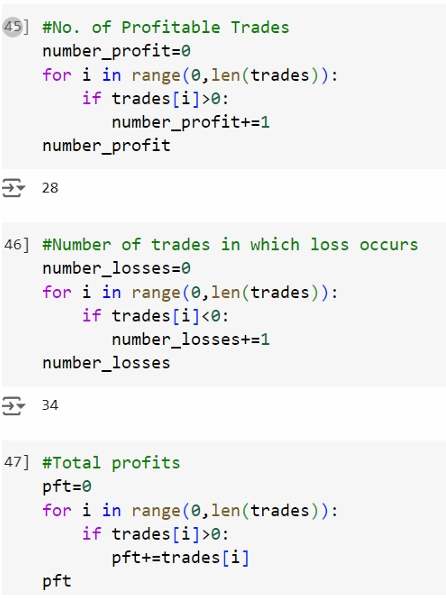 45] #No. of Profitable Trades
number_profit=0
for i in range(0,len(trades)):
    if trades[i]>0:
       number_profit+=1
number_profit
28
46] #Number of trades in which loss occurs
number_losses=0
for i in range(0,len(trades)):
    if trades[i]<0:
       number_losses+=1
number_losses
34
47] #Total profits
pft=0
for i in range(0,len(trades)):
    if trades[i]>0:
       pft+=trades[i]
pft